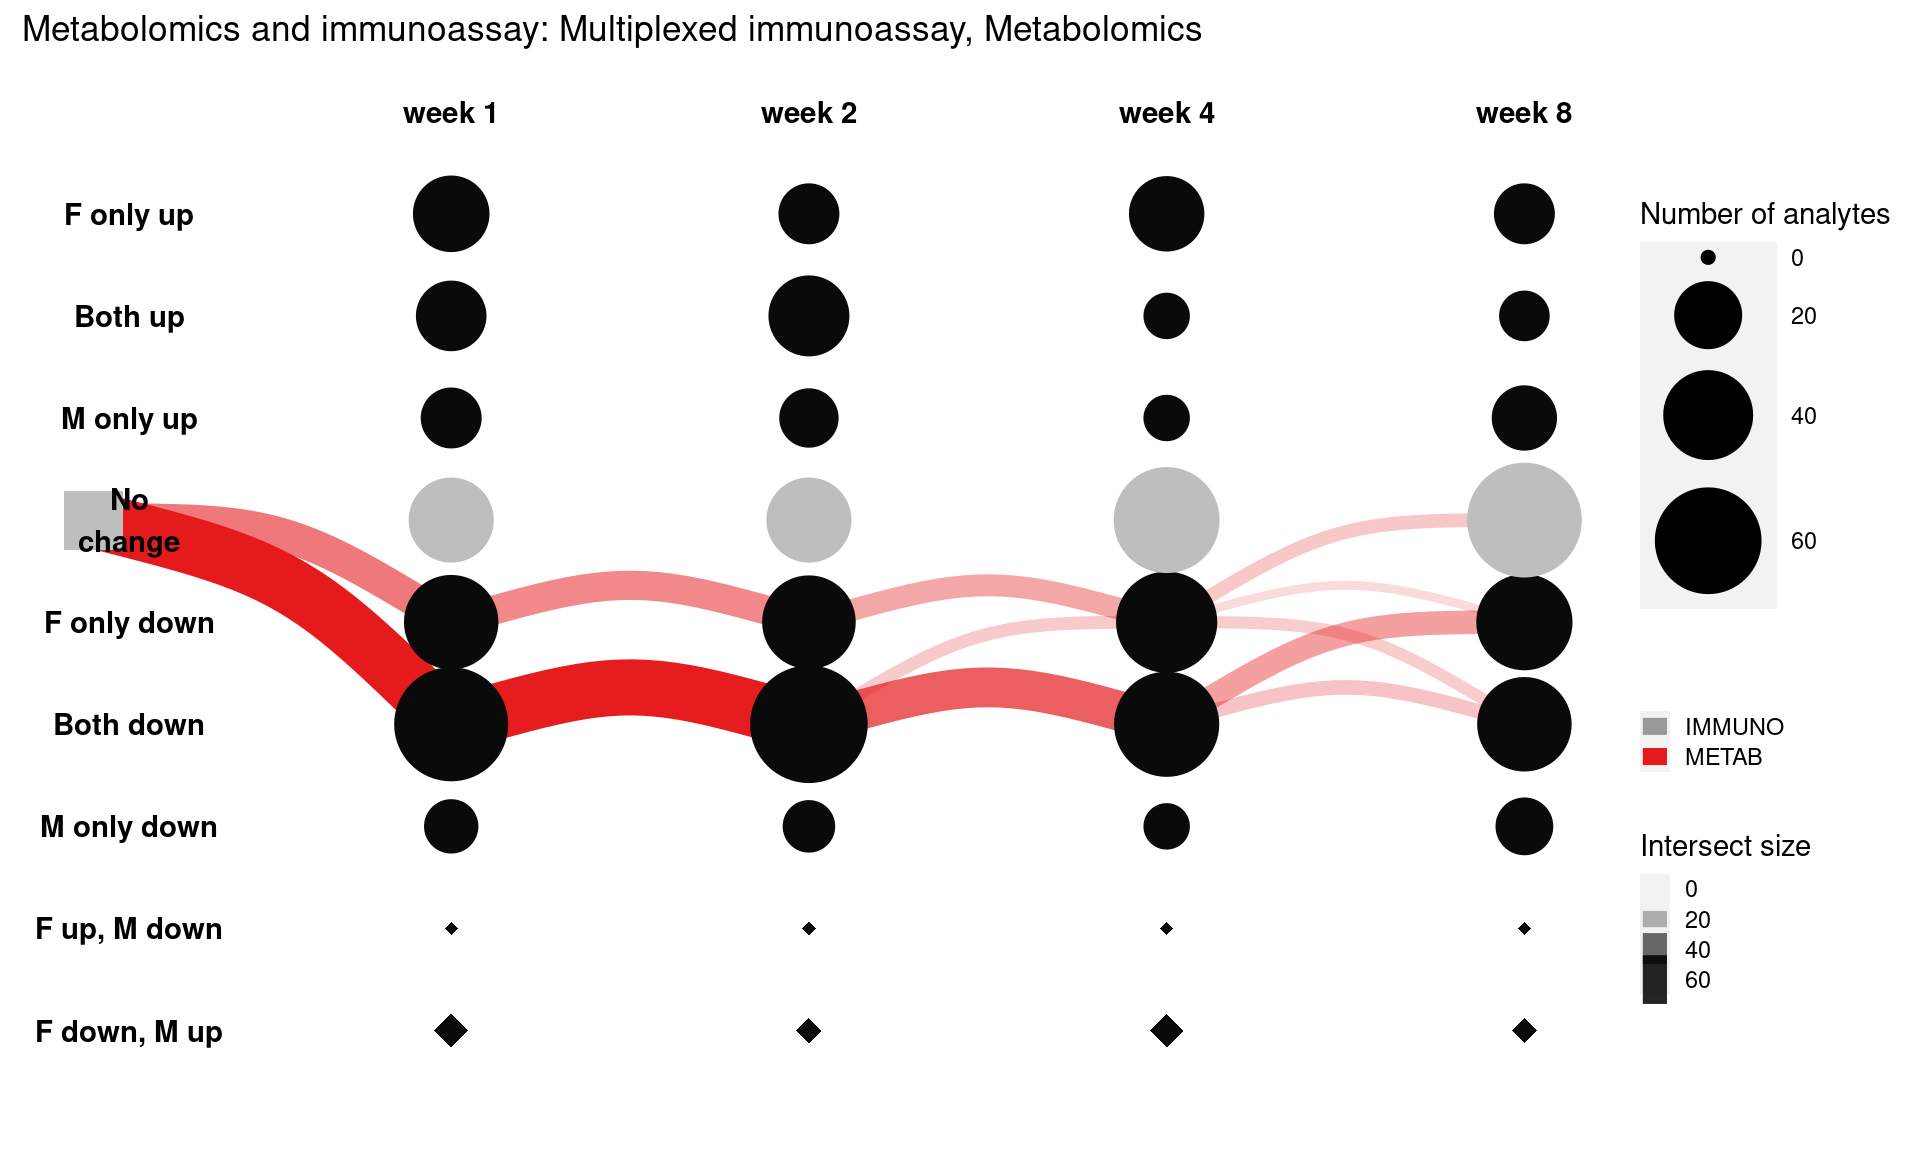 Metabolomics and immunoassay: Multiplexed immunoassay, Metabolomics
week 1
week 2
week 4
week 8
F only up
Both up
M only up
No
change
F only down
Both down
M only down
F up, M down
F down, M up
Number of analytes
0
20
40
60
IMMUNO
METAB
Intersect size
0
20
40
60